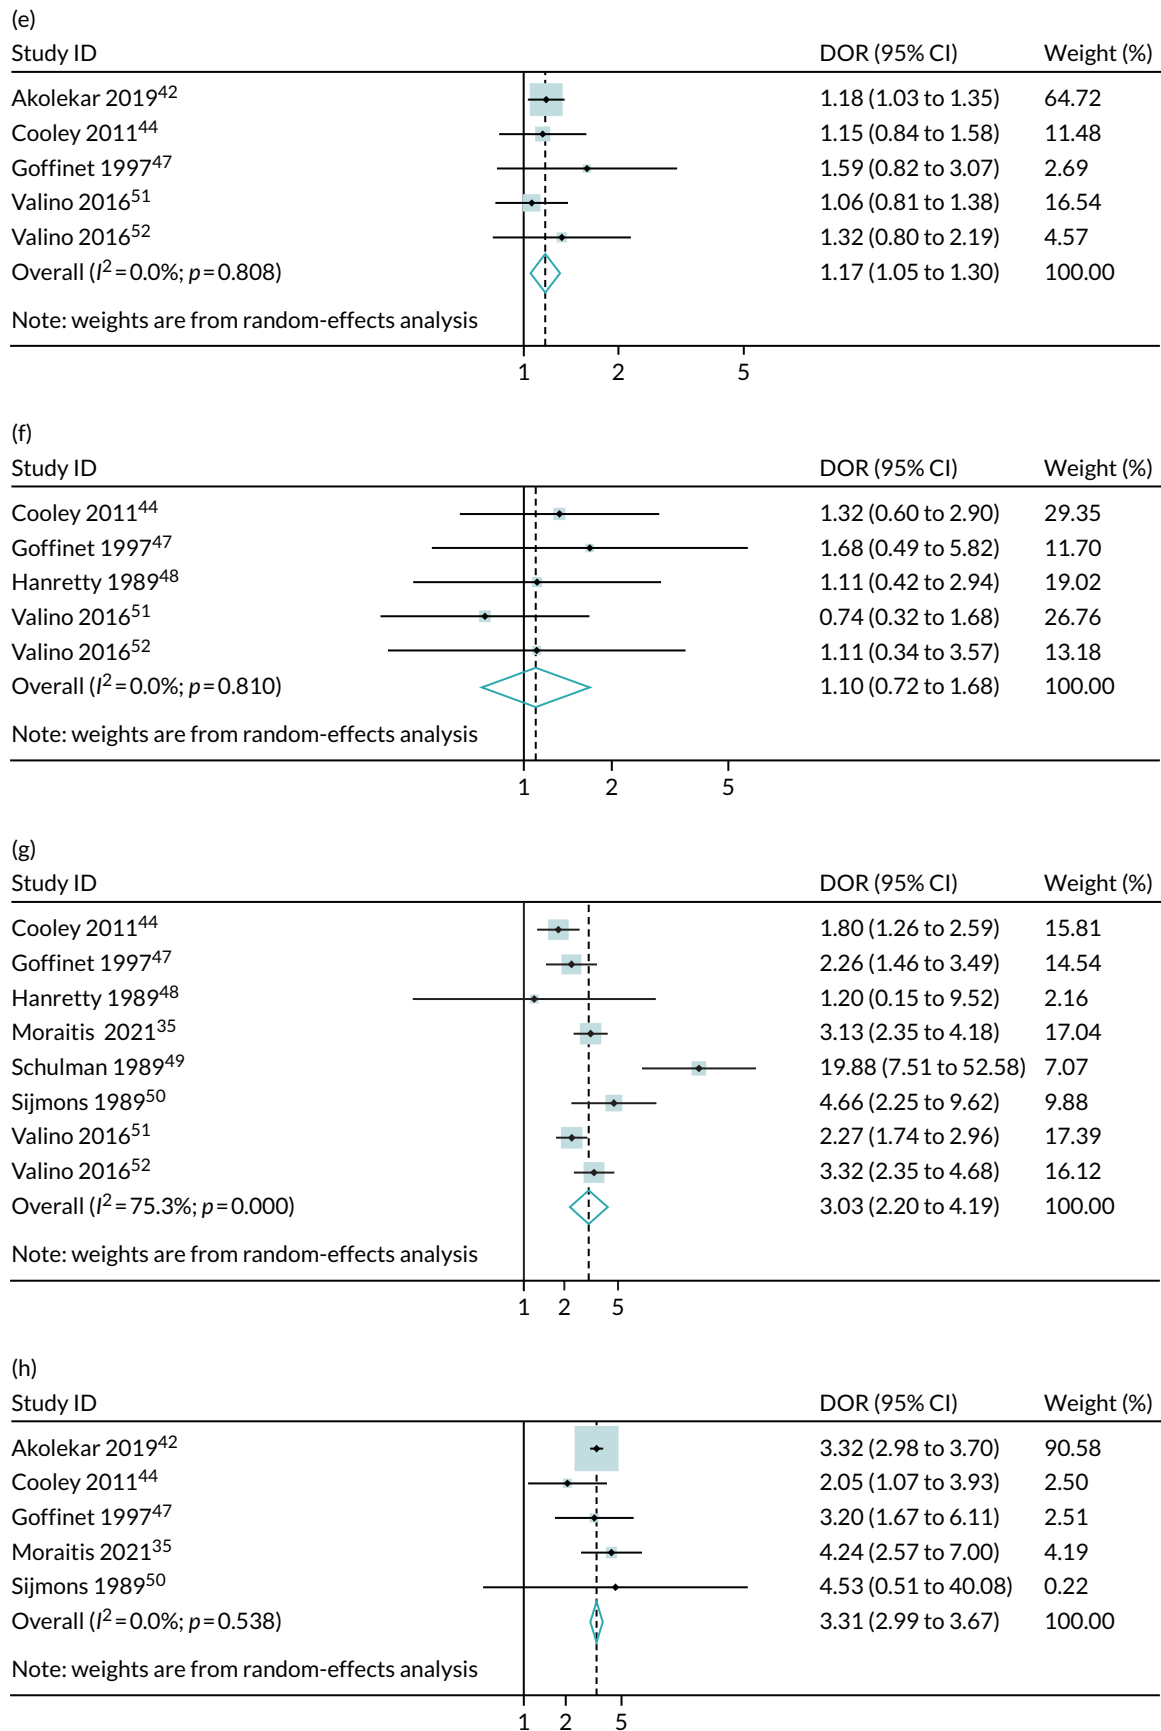 (e)
Study ID DOR (95% CI) Weight (%)
Akolekar 2019⁴² 1.18 (1.03 to 1.35) 64.72
Cooley 2011⁴⁴ 1.15 (0.84 to 1.58) 11.48
Goffinet 1997⁴⁷ 1.59 (0.82 to 3.07) 2.69
Valino 2016⁵¹ 1.06 (0.81 to 1.38) 16.54
Valino 2016⁵² 1.32 (0.80 to 2.19) 4.57
Overall (I² = 0.0%; p = 0.808) 1.17 (1.05 to 1.30) 100.00
Note: weights are from random-effects analysis
1 2 5
(f)
Study ID DOR (95% CI) Weight (%)
Cooley 2011⁴⁴ 1.32 (0.60 to 2.90) 29.35
Goffinet 1997⁴⁷ 1.68 (0.49 to 5.82) 11.70
Hanretty 1989⁴⁸ 1.11 (0.42 to 2.94) 19.02
Valino 2016⁵¹ 0.74 (0.32 to 1.68) 26.76
Valino 2016⁵² 1.11 (0.34 to 3.57) 13.18
Overall (I² = 0.0%; p = 0.810) 1.10 (0.72 to 1.68) 100.00
Note: weights are from random-effects analysis
1 2 5
(g)
Study ID DOR (95% CI) Weight (%)
Cooley 2011⁴⁴ 1.80 (1.26 to 2.59) 15.81
Goffinet 1997⁴⁷ 2.26 (1.46 to 3.49) 14.54
Hanretty 1989⁴⁸ 1.20 (0.15 to 9.52) 2.16
Moraitis 2021³⁵ 3.13 (2.35 to 4.18) 17.04
Schulman 1989⁴⁹ 19.88 (7.51 to 52.58) 7.07
Sijmons 1989⁵⁰ 4.66 (2.25 to 9.62) 9.88
Valino 2016⁵¹ 2.27 (1.74 to 2.96) 17.39
Valino 2016⁵² 3.32 (2.35 to 4.68) 16.12
Overall (I² = 75.3%; p = 0.000) 3.03 (2.20 to 4.19) 100.00
Note: weights are from random-effects analysis
1 2 5
(h)
Study ID DOR (95% CI) Weight (%)
Akolekar 2019⁴² 3.32 (2.98 to 3.70) 90.58
Cooley 2011⁴⁴ 2.05 (1.07 to 3.93) 2.50
Goffinet 1997⁴⁷ 3.20 (1.67 to 6.11) 2.51
Moraitis 2021³⁵ 4.24 (2.57 to 7.00) 4.19
Sijmons 1989⁵⁰ 4.53 (0.51 to 40.08) 0.22
Overall (I² = 0.0%; p = 0.538) 3.31 (2.99 to 3.67) 100.00
Note: weights are from random-effects analysis
1 2 5